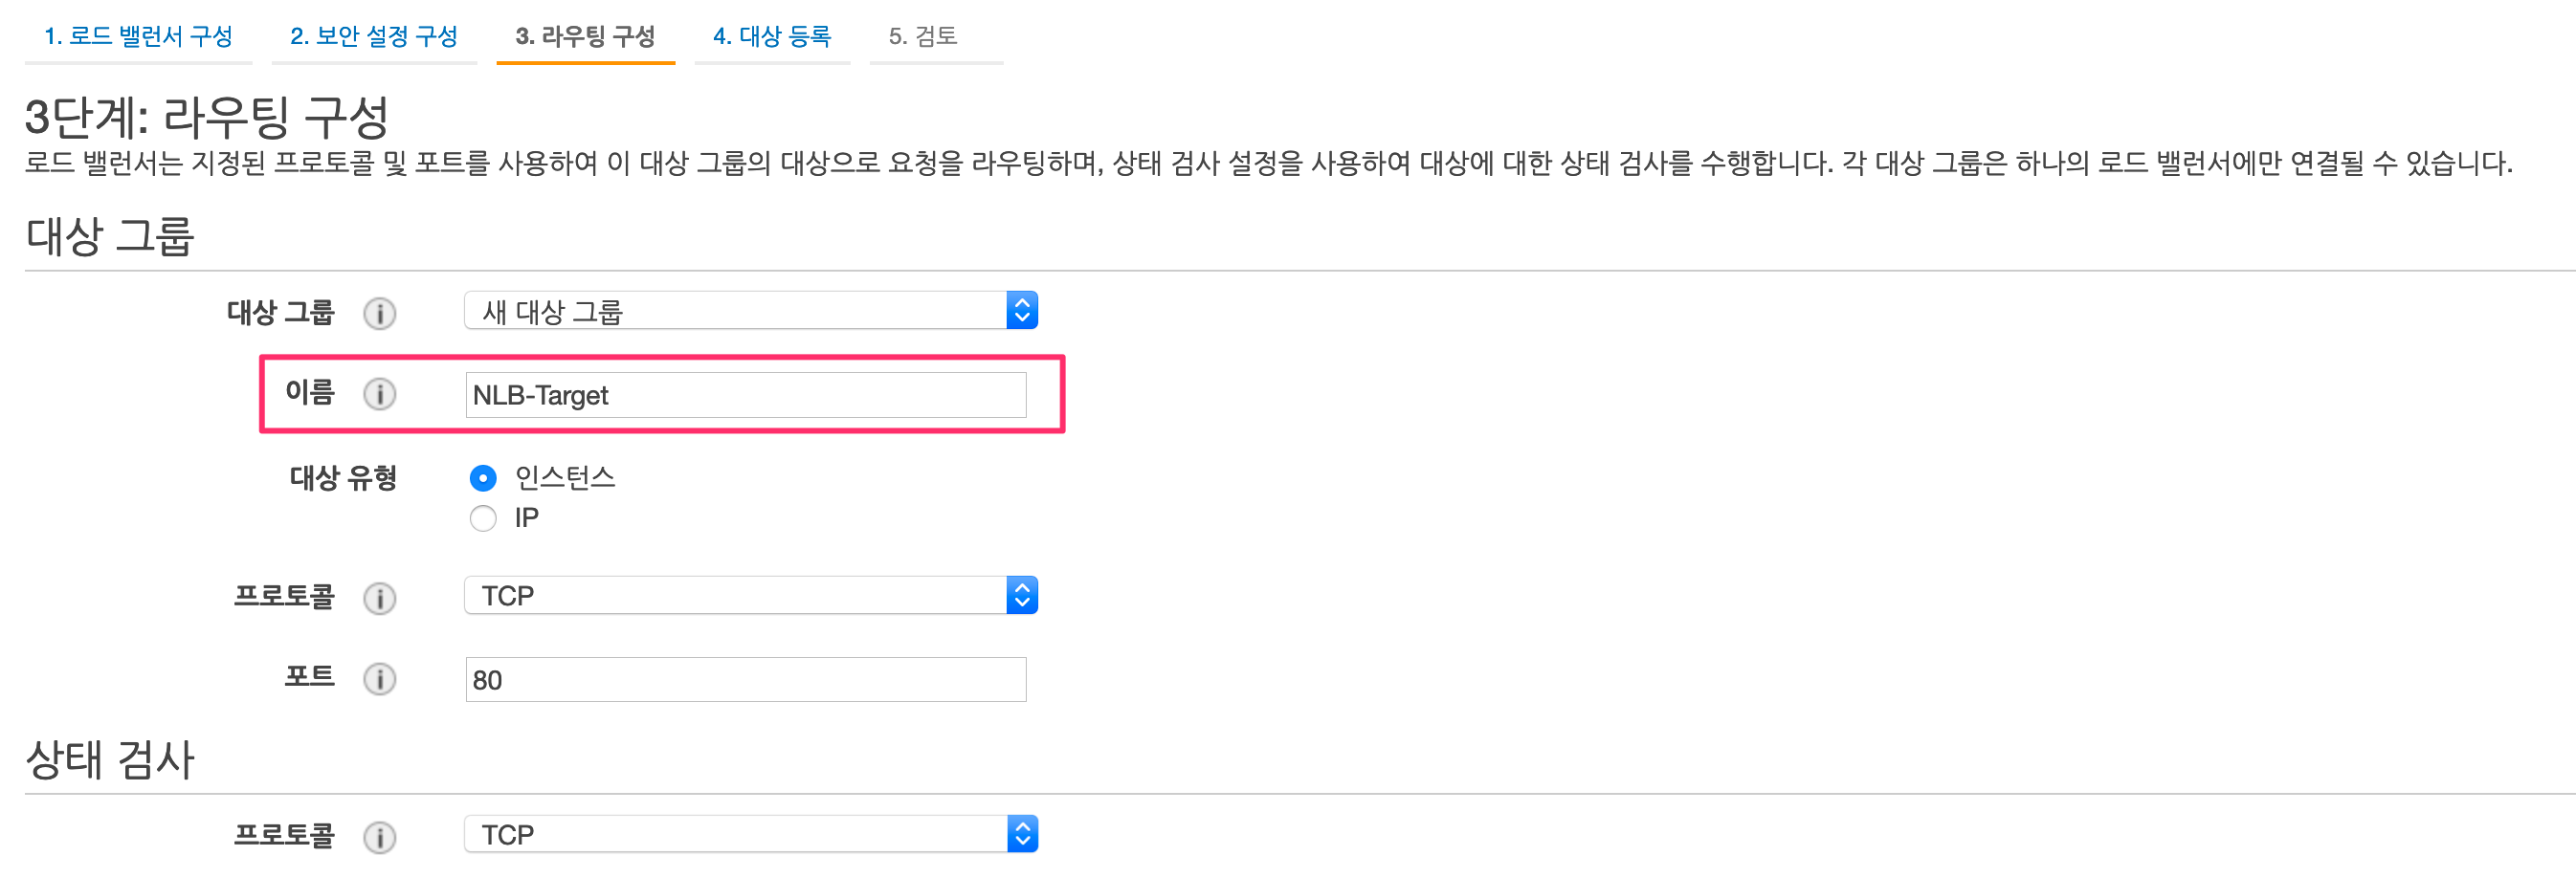 1. 로드 밸런서 구성 2. 보안 설정 구성 3. 라우팅 구성 4. 대상 등록 5. 검토
3단계: 라우팅 구성
로드 밸런서는 지정된 프로토콜 및 포트를 사용하여 이 대상 그룹의 대상으로 요청을 라우팅하며, 상태 검사 설정을 사용하여 대상에 대한 상태 검사를 수행합니다. 각 대상 그룹은 하나의 로드 밸런서에만 연결될 수 있습니다.
대상 그룹
대상 그룹 i 새 대상 그룹
이름 i NLB-Target
대상 유형 인스턴스
IP
프로토콜 i TCP
포트 i 80
상태 검사
프로토콜 i TCP